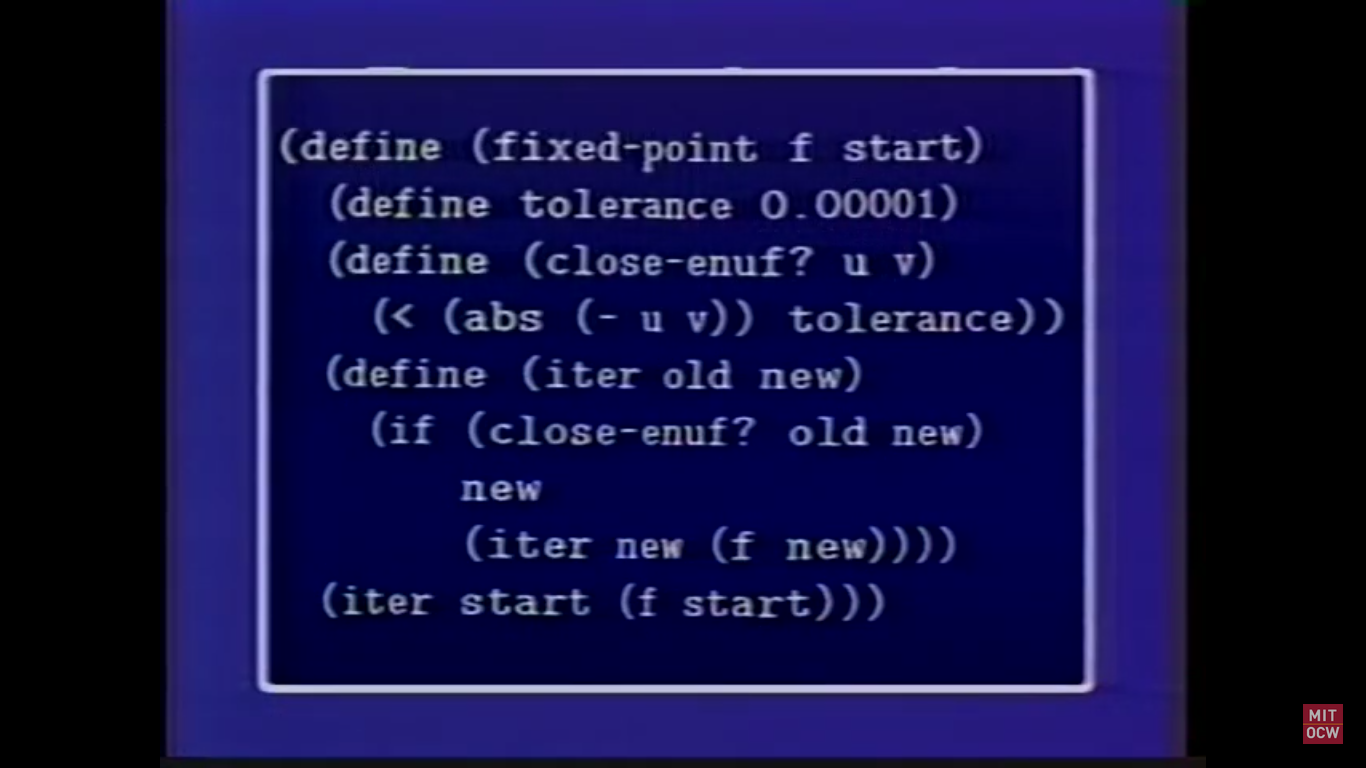 (define (fixed-point f start)
  (define tolerance 0.00001)
  (define (close-enuf? u v)
    (< (abs (- u v)) tolerance))
  (define (iter old new)
    (if (close-enuf? old new)
        new
        (iter new (f new))))
  (iter start (f start)))
MIT
OCW